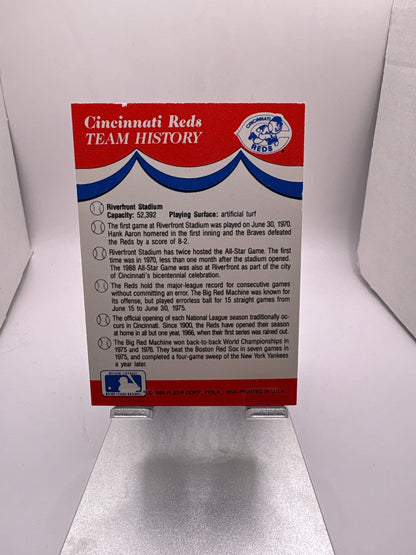 Cincinnati Reds
TEAM HISTORY
CINCINNATI
REDS
Riverfront Stadium
Capacity: 52,392 Playing Surface: artificial turf
The first game at Riverfront Stadium was played on June 30, 1970.
Hank Aaron homered in the first inning and the Braves defeated
the Reds by a score of 8-2.
Riverfront Stadium has twice hosted the All-Star Game. The first
time was in 1970, less than one month after the stadium opened.
The 1988 All-Star Game was also at Riverfront as part of the city
of Cincinnati's bicentennial celebration.
The Reds hold the major-league record for consecutive games
without committing an error. The Big Red Machine was known for
its offense, but played errorless ball for 15 straight games from
June 15 to June 30, 1975.
The official opening of each National League season traditionally oc-
curs in Cincinnati. Since 1900, the Reds have opened their season
at home in all but one year, 1966, when their first series was rained out.
The Big Red Machine won back-to-back World Championships in
1975 and 1976. They beat the Boston Red Sox in seven games in
1975, and completed a four-game sweep of the New York Yankees
a year later.
© FLEER CORP., PHILA., PRINTED IN U.S.A.